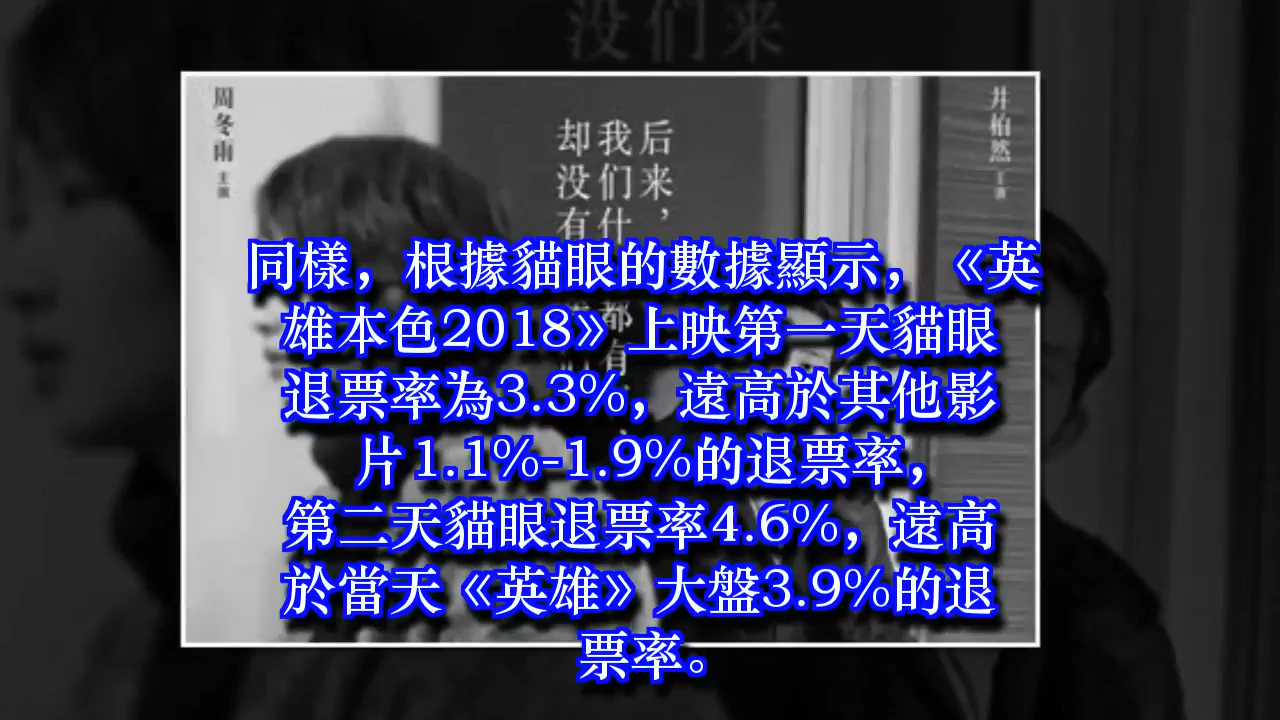 没们来
周冬雨 主演
井柏然 主演
后来，
我们什 都有
却没有
同樣，根據貓眼的數據顯示，《英
雄本色2018》上映第一天貓眼
退票率為3.3%，遠高於其他影
片1.1%-1.9%的退票率，
第二天貓眼退票率4.6%，遠高
於當天《英雄》大盤3.9%的退
票率。